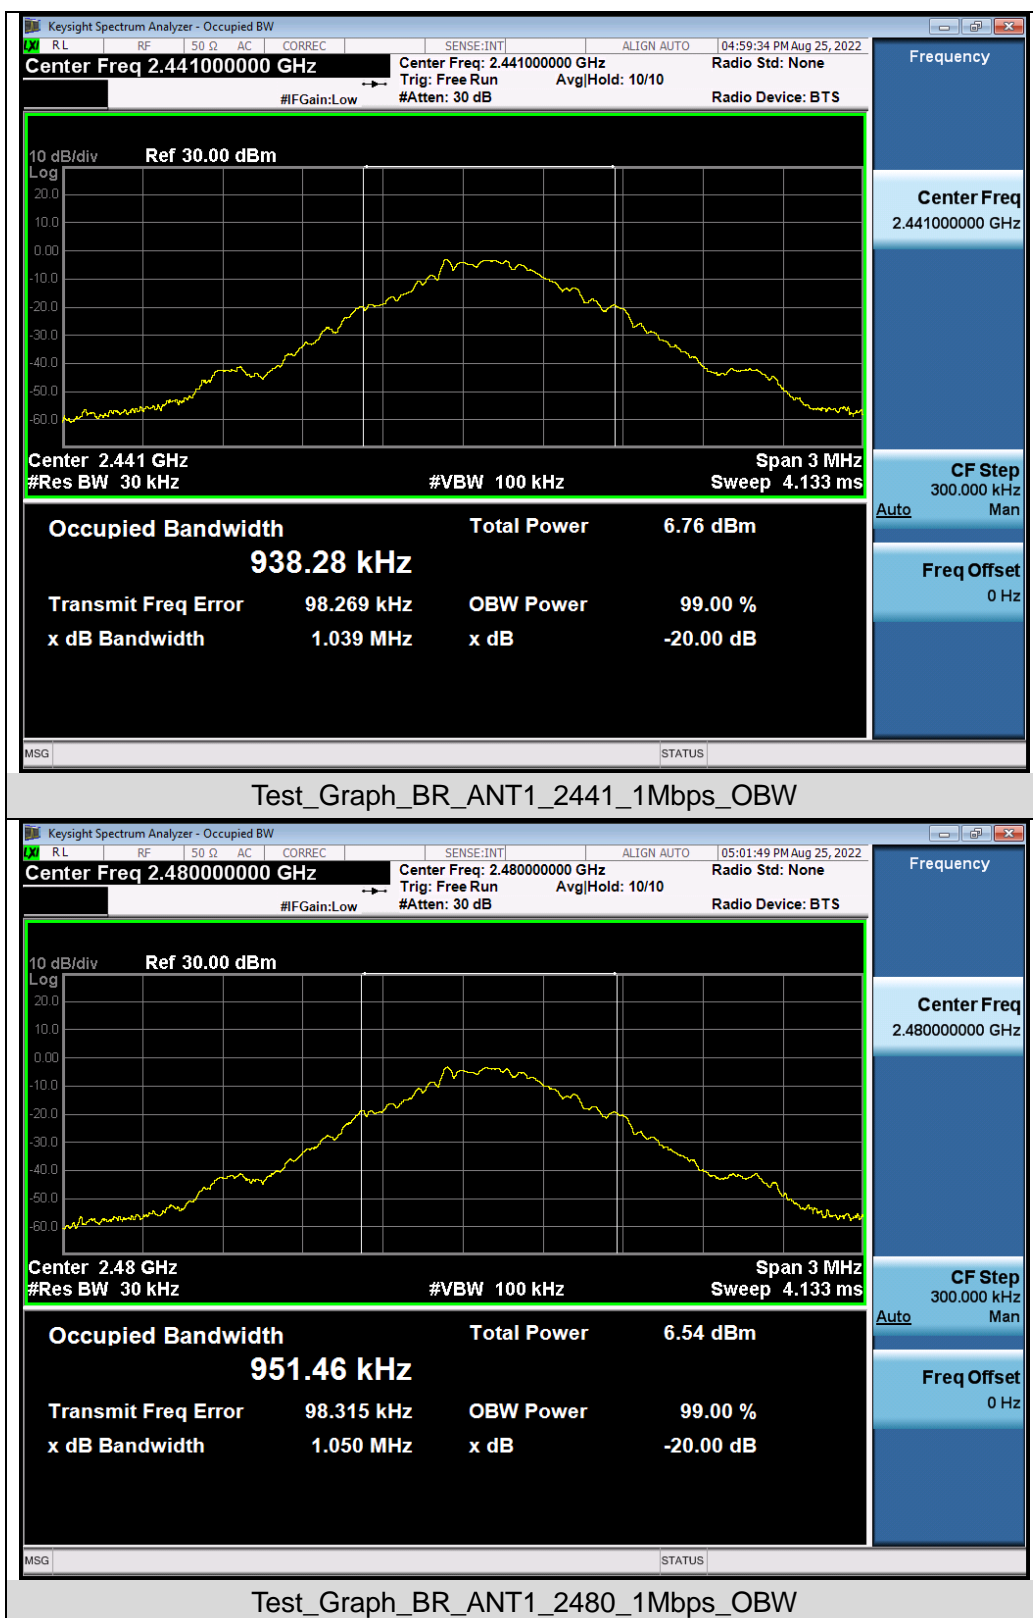 Keysight Spectrum Analyzer - Occupied BW
LXI RL RF 50 Ω AC CORREC SENSE:INT ALIGN AUTO 04:59:34 PM Aug 25, 2022
Center Freq 2.441000000 GHz Center Freq: 2.441000000 GHz Radio Std: None
Trig: Free Run Avg|Hold: 10/10
#IFGain:Low #Atten: 30 dB Radio Device: BTS
Frequency
10 dB/div Ref 30.00 dBm
Log
20.0
10.0
0.00
-10.0
-20.0
-30.0
-40.0
-50.0
-60.0
Center Freq
2.441000000 GHz
Center 2.441 GHz Span 3 MHz
#Res BW 30 kHz #VBW 100 kHz Sweep 4.133 ms
CF Step
300.000 kHz
Auto Man
Occupied Bandwidth Total Power 6.76 dBm
938.28 kHz
Transmit Freq Error 98.269 kHz OBW Power 99.00 %
x dB Bandwidth 1.039 MHz x dB -20.00 dB
Freq Offset
0 Hz
MSG STATUS
Test_Graph_BR_ANT1_2441_1Mbps_OBW
Keysight Spectrum Analyzer - Occupied BW
LXI RL RF 50 Ω AC CORREC SENSE:INT ALIGN AUTO 05:01:49 PM Aug 25, 2022
Center Freq 2.480000000 GHz Center Freq: 2.480000000 GHz Radio Std: None
Trig: Free Run Avg|Hold: 10/10
#IFGain:Low #Atten: 30 dB Radio Device: BTS
Frequency
10 dB/div Ref 30.00 dBm
Log
20.0
10.0
0.00
-10.0
-20.0
-30.0
-40.0
-50.0
-60.0
Center Freq
2.480000000 GHz
Center 2.48 GHz Span 3 MHz
#Res BW 30 kHz #VBW 100 kHz Sweep 4.133 ms
CF Step
300.000 kHz
Auto Man
Occupied Bandwidth Total Power 6.54 dBm
951.46 kHz
Transmit Freq Error 98.315 kHz OBW Power 99.00 %
x dB Bandwidth 1.050 MHz x dB -20.00 dB
Freq Offset
0 Hz
MSG STATUS
Test_Graph_BR_ANT1_2480_1Mbps_OBW